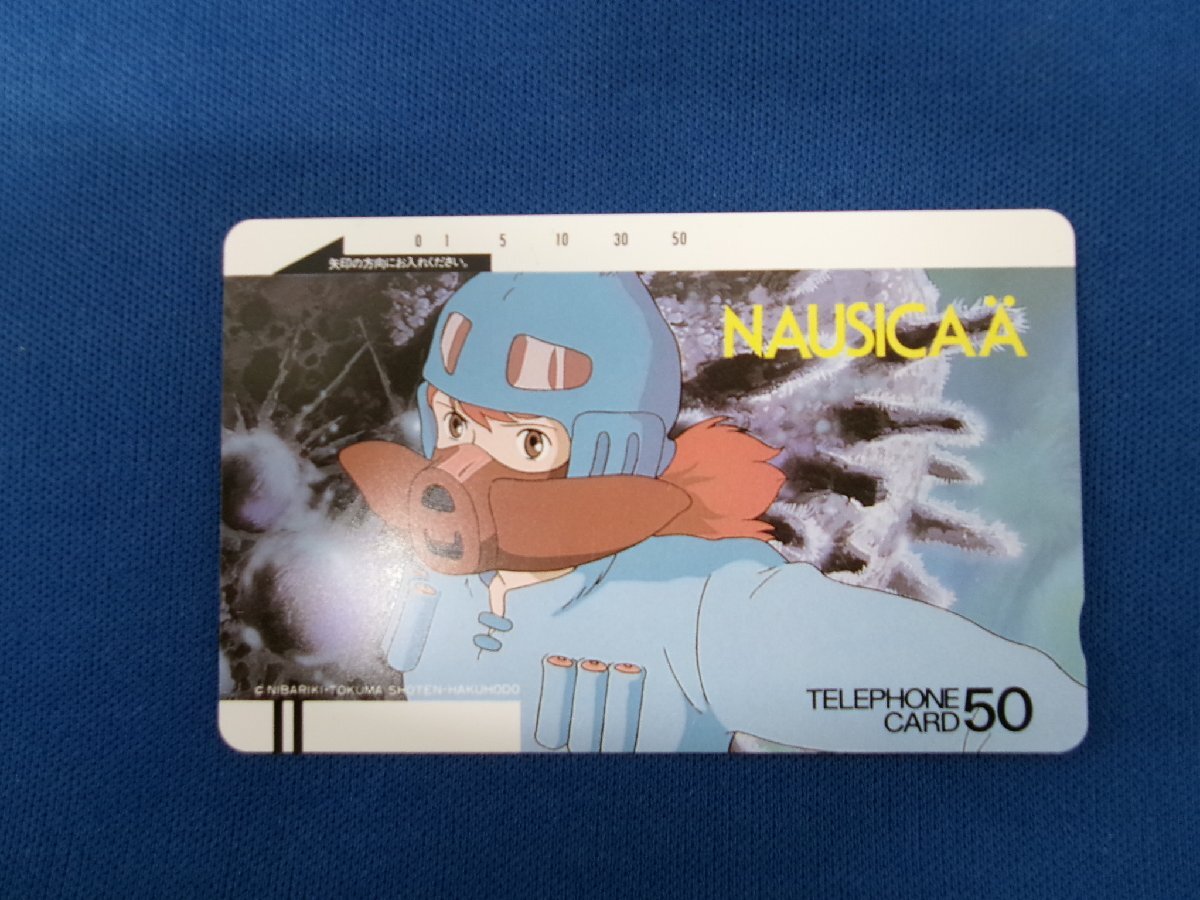 0 1 5 10 30 50
矢印の方向にお入れください。
NAUSICAÄ
© NIBARIKI・TOKUMA SHOTEN・HAKUHODO
TELEPHONE
CARD 50